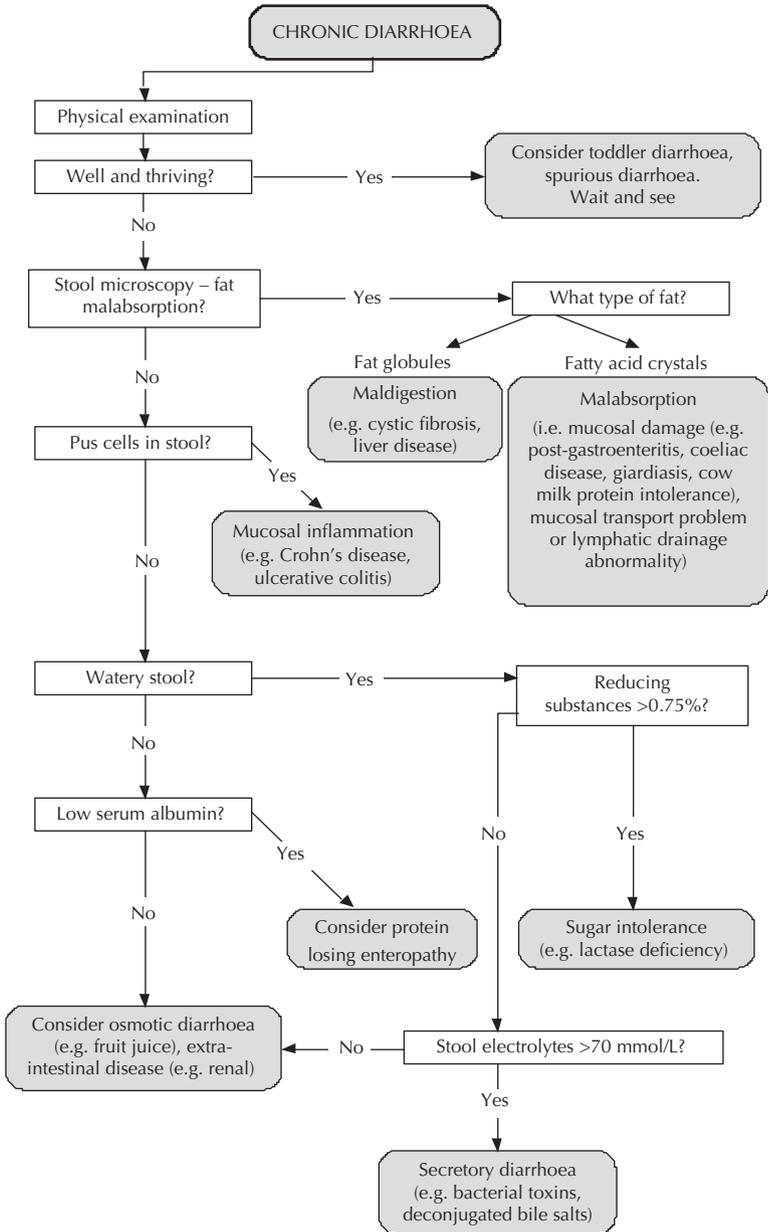 CHRONIC DIARRHOEA
Physical examination
Well and thriving?
Yes
Consider toddler diarrhoea,
spurious diarrhoea.
Wait and see
No
Stool microscopy – fat
malabsorption?
Yes
What type of fat?
Fat globules
Maldigestion
(e.g. cystic fibrosis,
liver disease)
Fatty acid crystals
Malabsorption
(i.e. mucosal damage (e.g.
post-gastroenteritis, coeliac
disease, giardiasis, cow
milk protein intolerance),
mucosal transport problem
or lymphatic drainage
abnormality)
No
Pus cells in stool?
Yes
Mucosal inflammation
(e.g. Crohn's disease,
ulcerative colitis)
No
Watery stool?
Yes
Reducing
substances >0.75%?
No
Low serum albumin?
Yes
Consider protein
losing enteropathy
No
Yes
Sugar intolerance
(e.g. lactase deficiency)
No
Consider osmotic diarrhoea
(e.g. fruit juice), extra-
intestinal disease (e.g. renal)
No
Stool electrolytes >70 mmol/L?
Yes
Secretory diarrhoea
(e.g. bacterial toxins,
deconjugated bile salts)